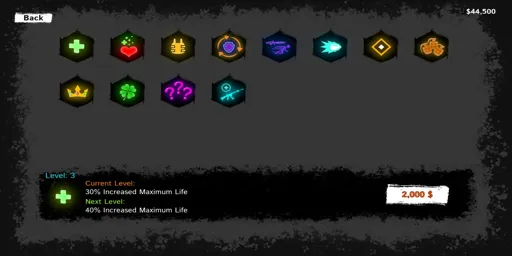 Back
$44,500
Level: 3
Current Level:
30% Increased Maximum Life
Next Level:
40% Increased Maximum Life
2,000 $
???